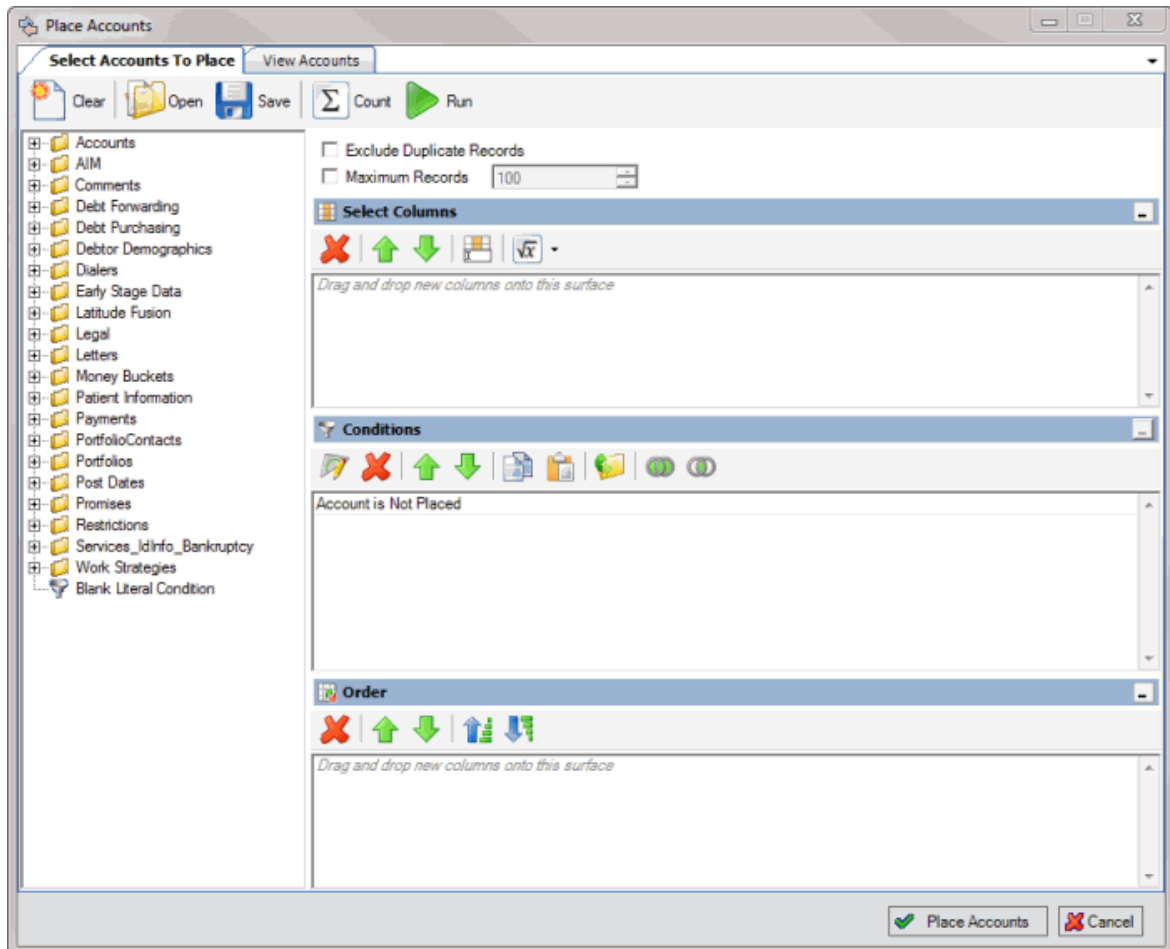 Place Accounts
Select Accounts To Place View Accounts
Clear Open Save Σ Count Run
Accounts
AIM
Comments
Debt Forwarding
Debt Purchasing
Debtor Demographics
Dialers
Early Stage Data
Latitude Fusion
Legal
Letters
Money Buckets
Patient Information
Payments
PortfolioContacts
Portfolios
Post Dates
Promises
Restrictions
Services_IdInfo_Bankruptcy
Work Strategies
Blank Literal Condition
Exclude Duplicate Records
Maximum Records 100
Select Columns
√x
Drag and drop new columns onto this surface
Conditions
Account is Not Placed
Order
Drag and drop new columns onto this surface
Place Accounts Cancel